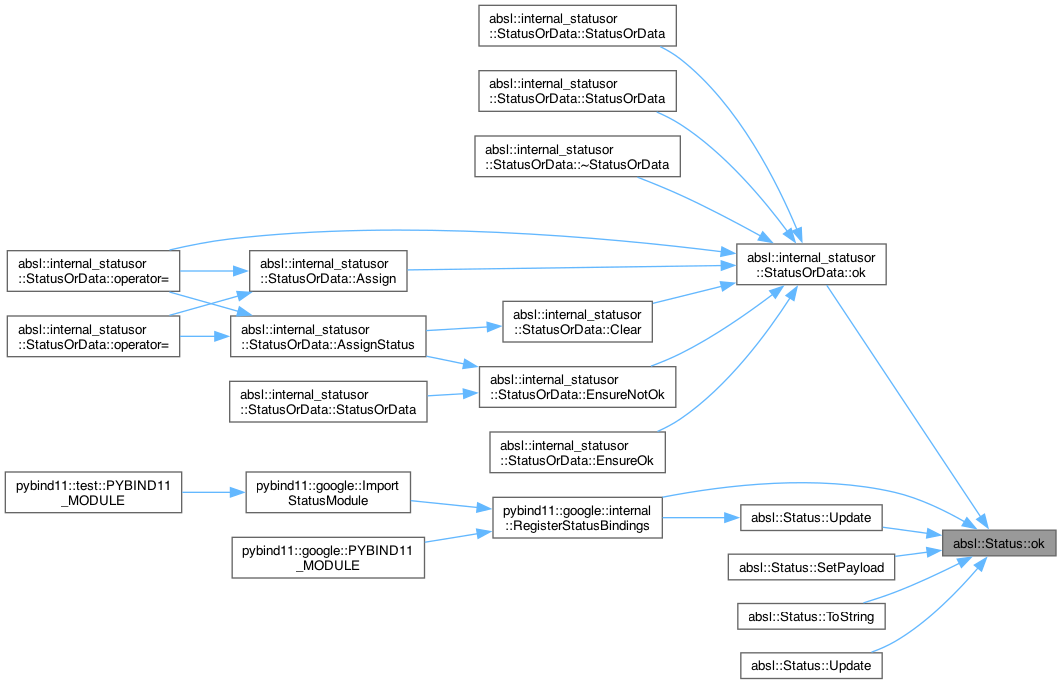 absl::internal_statusor
::StatusOrData::StatusOrData
absl::internal_statusor
::StatusOrData::StatusOrData
absl::internal_statusor
::StatusOrData::~StatusOrData
absl::internal_statusor
::StatusOrData::operator=
absl::internal_statusor
::StatusOrData::Assign
absl::internal_statusor
::StatusOrData::ok
absl::internal_statusor
::StatusOrData::Clear
absl::internal_statusor
::StatusOrData::operator=
absl::internal_statusor
::StatusOrData::AssignStatus
absl::internal_statusor
::StatusOrData::EnsureNotOk
absl::internal_statusor
::StatusOrData::StatusOrData
absl::internal_statusor
::StatusOrData::EnsureOk
pybind11::test::PYBIND11
_MODULE
pybind11::google::Import
StatusModule
pybind11::google::internal
::RegisterStatusBindings
absl::Status::Update
absl::Status::ok
pybind11::google::PYBIND11
_MODULE
absl::Status::SetPayload
absl::Status::ToString
absl::Status::Update